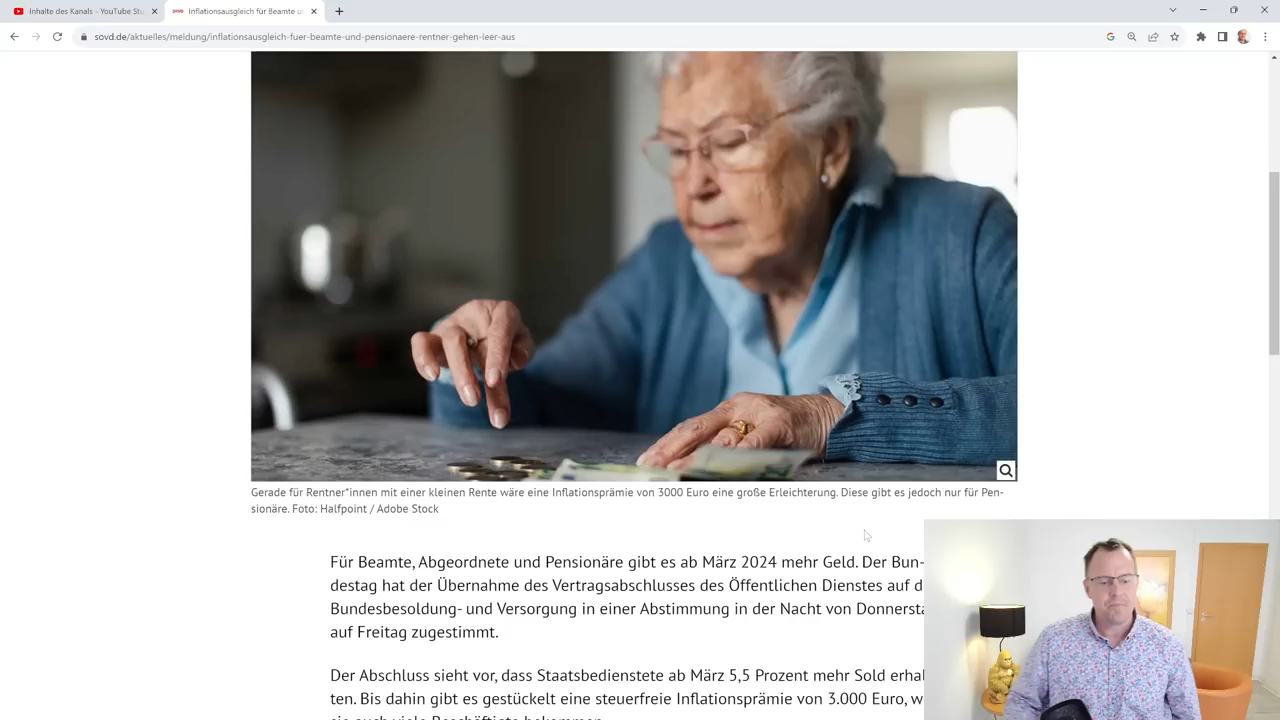 Inhalte des Kanals – YouTube Stu
sovd Inflationsausgleich für Beamte u
sovd.de/aktuelles/meldung/inflationsausgleich-fuer-beamte-und-pensionaere-rentner-gehen-leer-aus
Gerade für Rentner*innen mit einer kleinen Rente wäre eine Inflationsprämie von 3000 Euro eine große Erleichterung. Diese gibt es jedoch nur für Pen-
sionäre. Foto: Halfpoint / Adobe Stock
Für Beamte, Abgeordnete und Pensionäre gibt es ab März 2024 mehr Geld. Der Bun-
destag hat der Übernahme des Vertragsabschlusses des Öffentlichen Dienstes auf d
Bundesbesoldung- und Versorgung in einer Abstimmung in der Nacht von Donnersta
auf Freitag zugestimmt.
Der Abschluss sieht vor, dass Staatsbedienstete ab März 5,5 Prozent mehr Sold erhal
ten. Bis dahin gibt es gestückelt eine steuerfreie Inflationsprämie von 3.000 Euro, w
sie auch viele Beschäftigte bekommen.